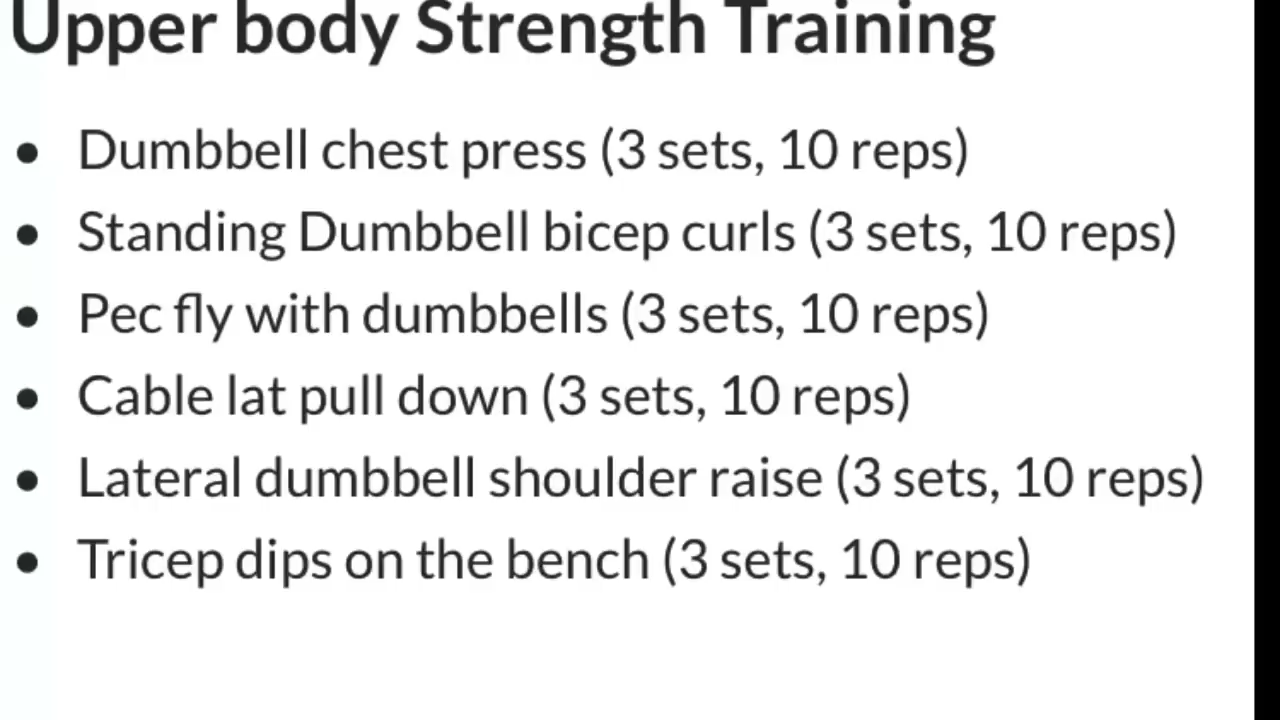 Upper body Strength Training
• Dumbbell chest press (3 sets, 10 reps)
• Standing Dumbbell bicep curls (3 sets, 10 reps)
• Pec fly with dumbbells (3 sets, 10 reps)
• Cable lat pull down (3 sets, 10 reps)
• Lateral dumbbell shoulder raise (3 sets, 10 reps)
• Tricep dips on the bench (3 sets, 10 reps)